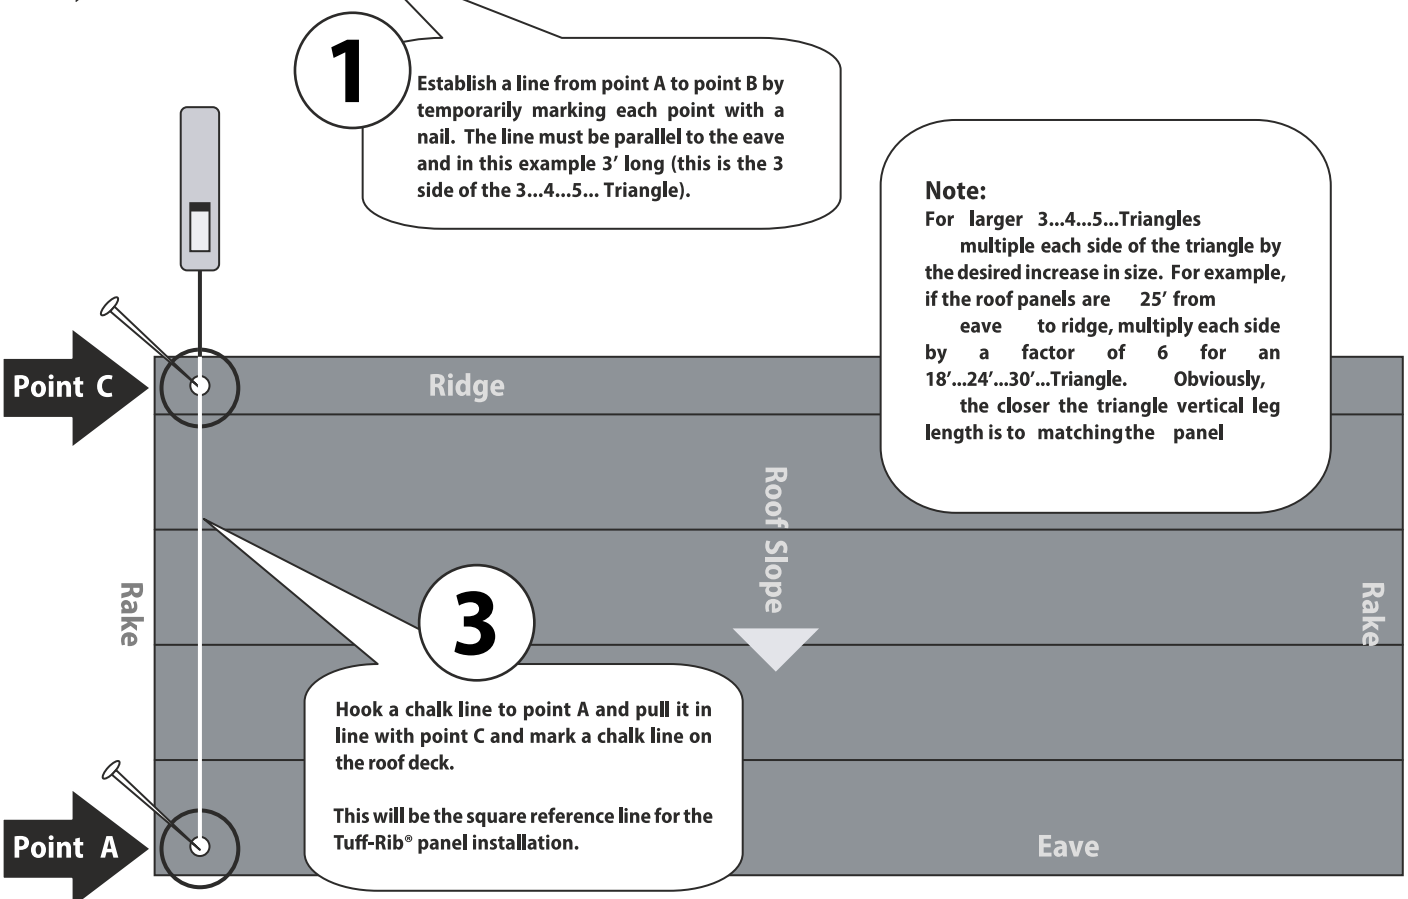 1
Establish a line from point A to point B by
temporarily marking each point with a
nail. The line must be parallel to the eave
and in this example 3′ long (this is the 3
side of the 3...4...5... Triangle).
Note:
For larger 3...4...5...Triangles
multiple each side of the triangle by
the desired increase in size. For example,
if the roof panels are 25′ from
eave to ridge, multiply each side
by a factor of 6 for an
18′...24′...30′...Triangle. Obviously,
the closer the triangle vertical leg
length is to matching the panel
Point C
Ridge
Roof Slope
Rake
Rake
3
Hook a chalk line to point A and pull it in
line with point C and mark a chalk line on
the roof deck.
This will be the square reference line for the
Tuff-Rib® panel installation.
Point A
Eave